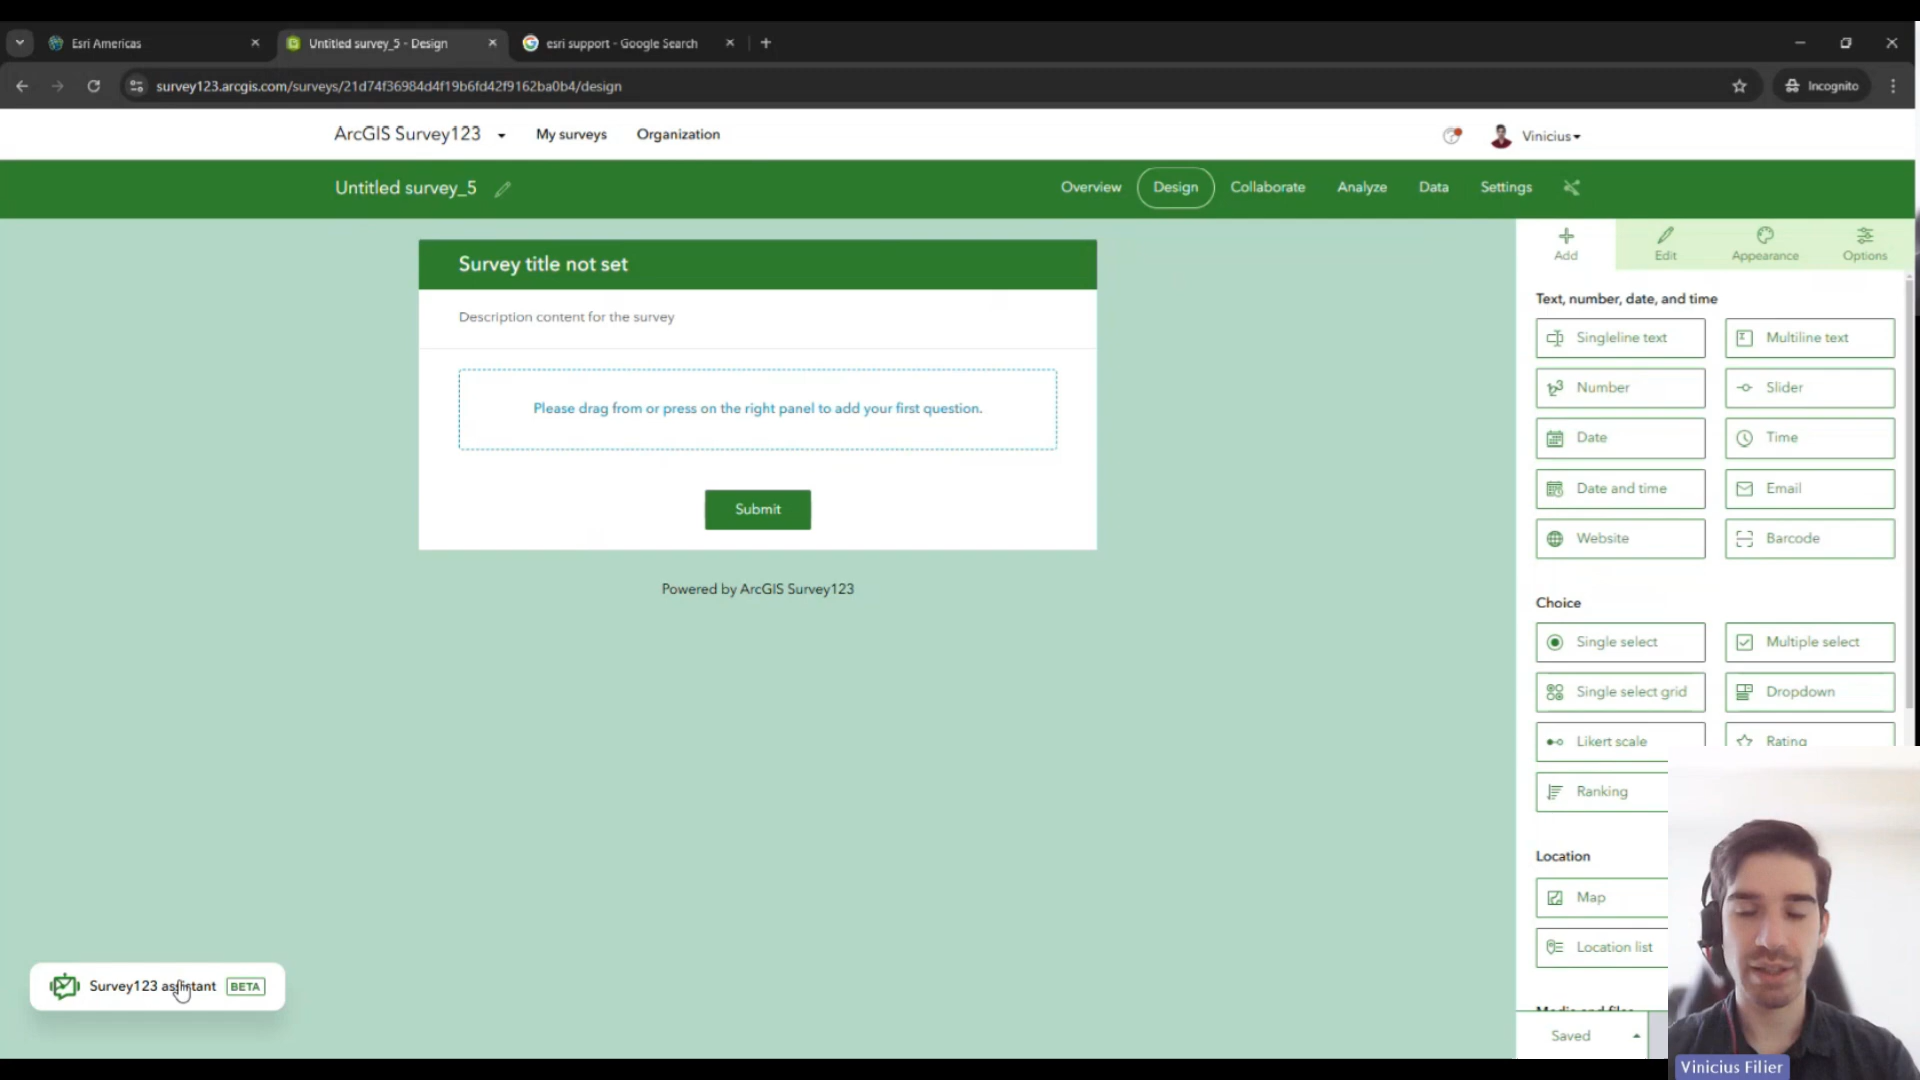 Esri Americas
Untitled survey_5 - Design
esri support - Google Search
survey123.arcgis.com/surveys/21d74f36984d4f19b6fd42f9162ba0b4/design
Incognito
ArcGIS Survey123
My surveys
Organization
Vinicius
Untitled survey_5
Overview
Design
Collaborate
Analyze
Data
Settings
Add
Edit
Appearance
Options
Survey title not set
Description content for the survey
Please drag from or press on the right panel to add your first question.
Submit
Powered by ArcGIS Survey123
Text, number, date, and time
Singleline text
Multiline text
Number
Slider
Date
Time
Date and time
Email
Website
Barcode
Choice
Single select
Multiple select
Single select grid
Dropdown
Likert scale
Rating
Ranking
Location
Map
Location list
Media and files
Saved
Survey123 assistant BETA
Vinicius Filier